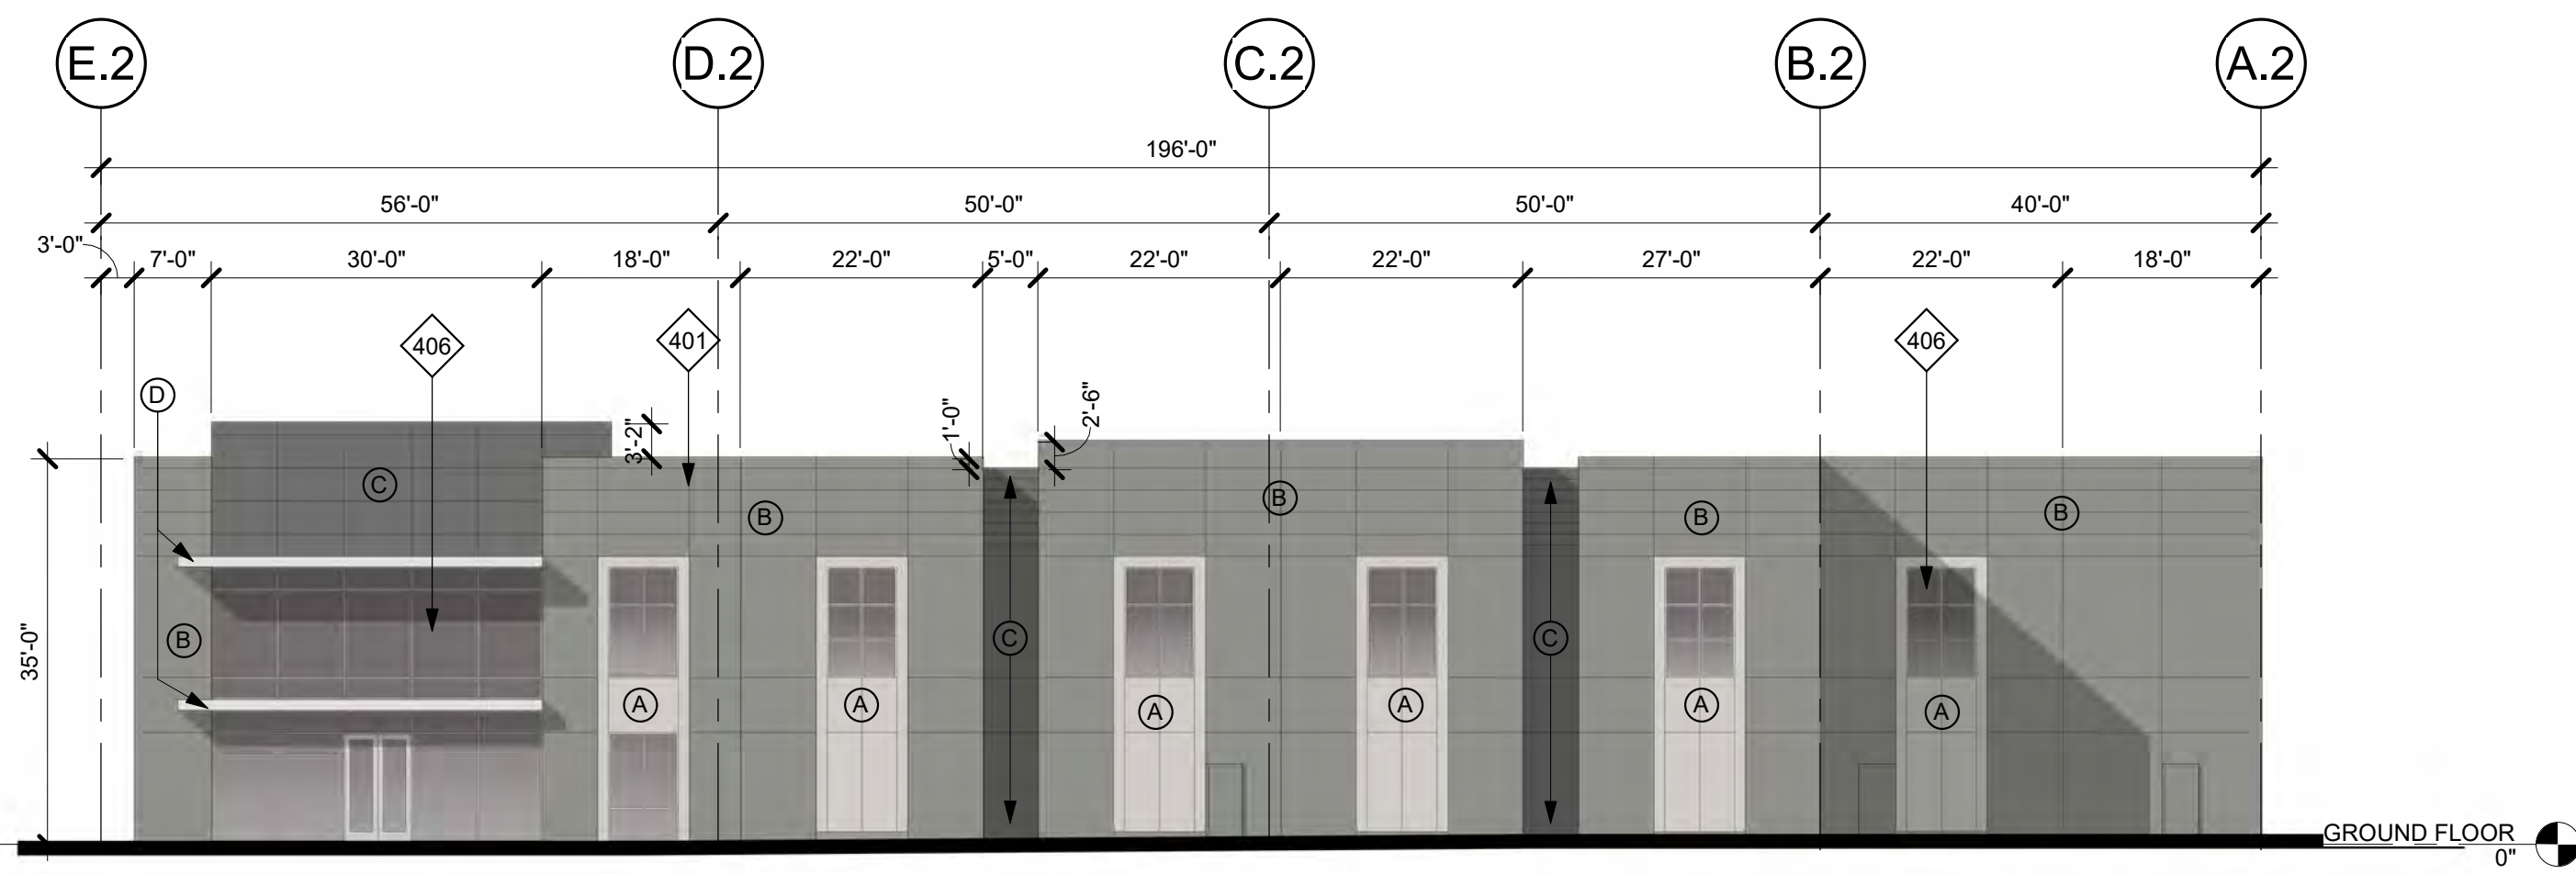 E.2 D.2 C.2 B.2 A.2
196'-0"
56'-0" 50'-0" 50'-0" 40'-0"
3'-0" 7'-0" 30'-0" 18'-0" 22'-0" 5'-0" 22'-0" 22'-0" 27'-0" 22'-0" 18'-0"
406 401 406
D
3'-2" 1'-0" 2'-6"
C B B B B
35'-0"
B C C
A A A A A A
GROUND FLOOR
0"